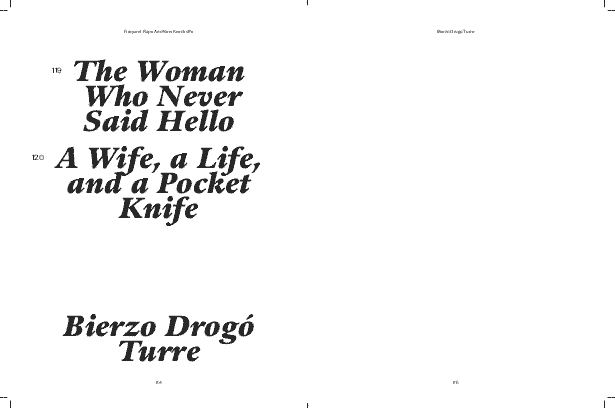 119
The Woman
Who Never
Said Hello
120
A Wife, a Life,
and a Pocket
Knife
Bierzo Drogó
Turre